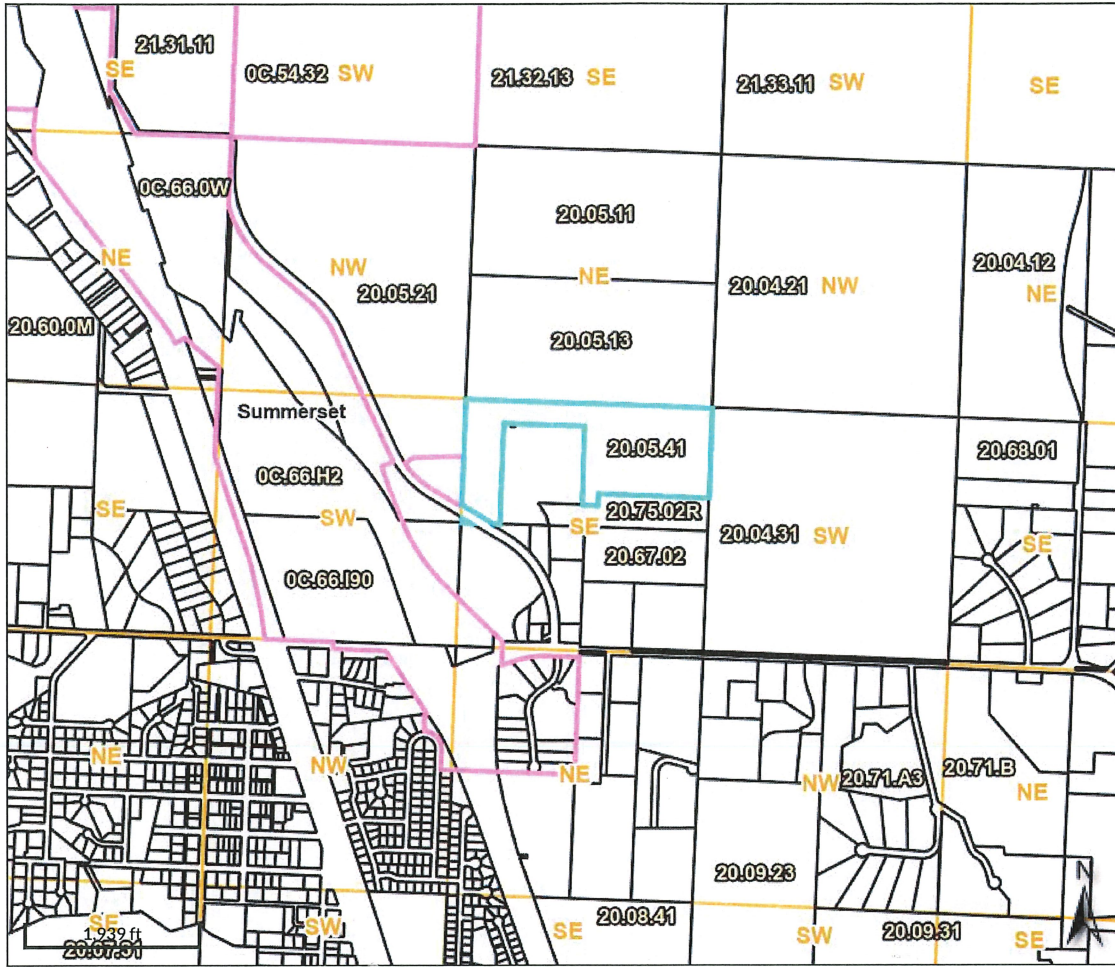 21.31.11
SE
0C.54.32 SW
21.32.13 SE
21.33.11 SW
SE
0C.66.0W
20.05.11
NE
NW
20.05.21
NE
20.04.21 NW
20.04.12
NE
20.60.0M
20.05.13
Summerset
20.05.41
20.68.01
0C.66.H2
SE
SW
20.75.02R
SE
20.04.31 SW
SE
20.67.02
0C.66.I90
NE
NW
NE
NW
20.71.A3
20.71.B
NE
20.09.23
N
SE
SW
SE
20.08.41
SW
20.09.31
SE
1,939 ft
20.07.31